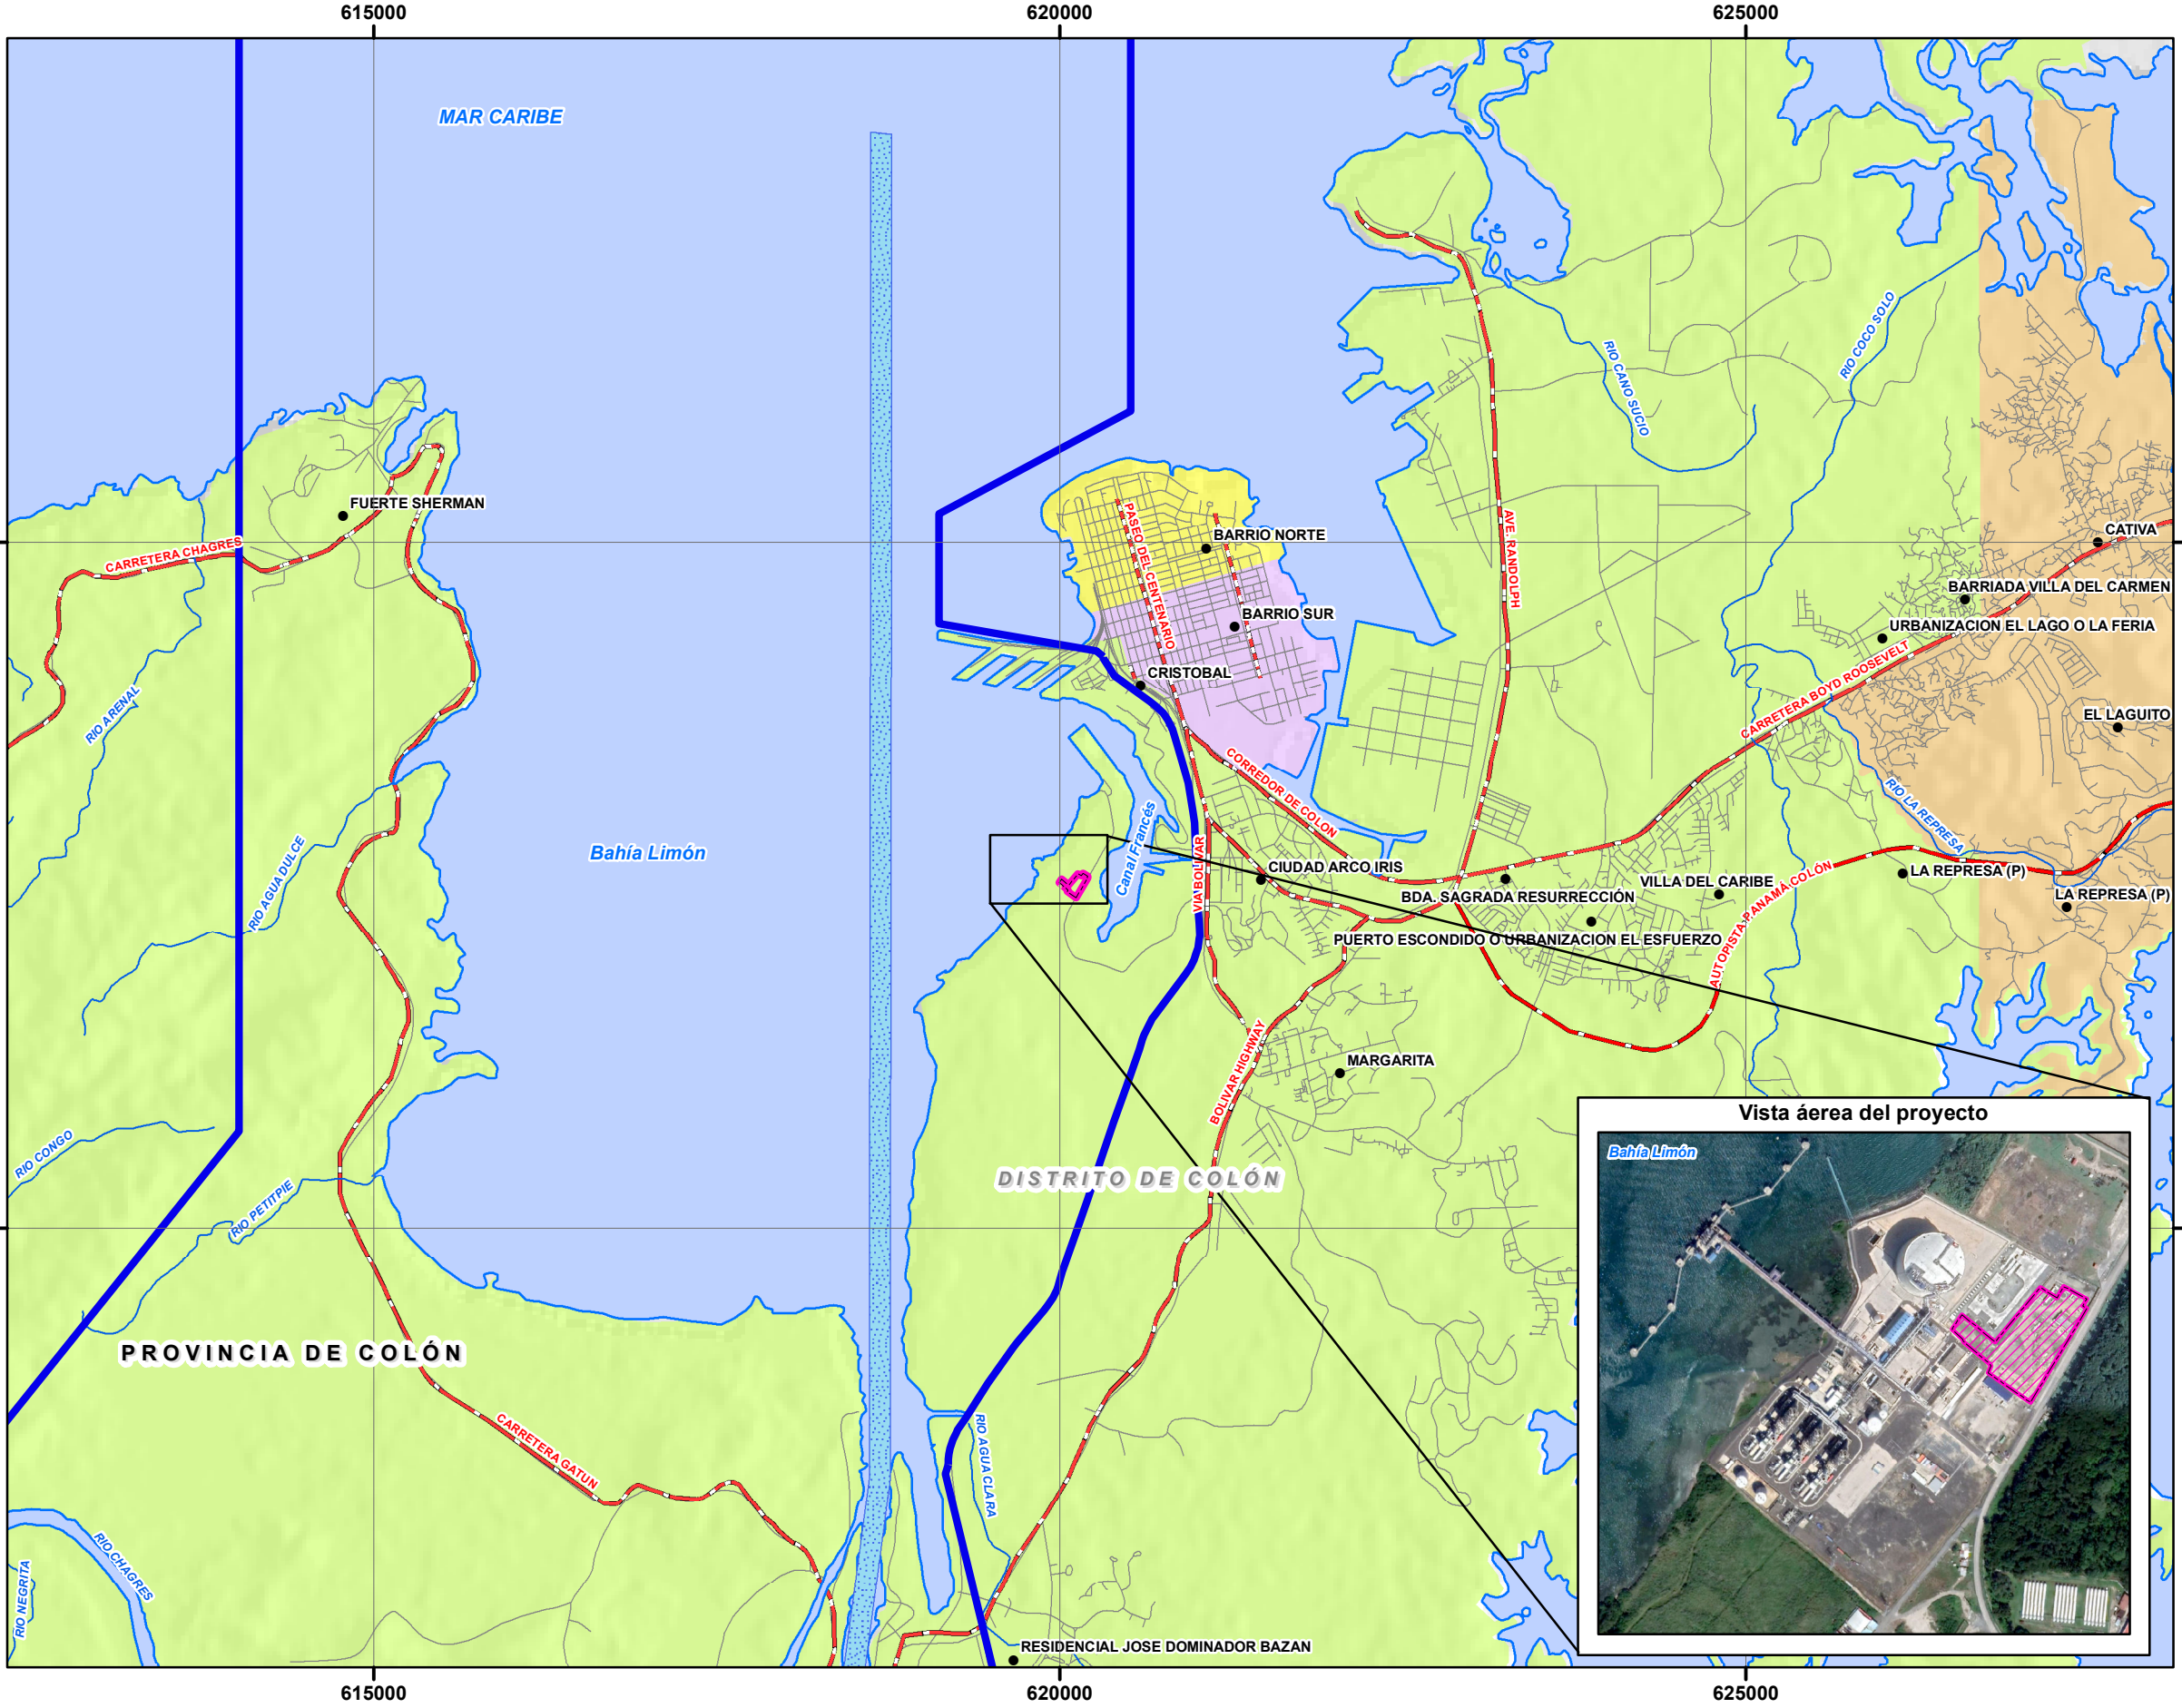 615000
620000
625000
MAR CARIBE
RIO COCO SOLO
RIO CANO SUCIO
FUERTE SHERMAN
CARRETERA CHAGRES
PASEO DEL CENTENARIO
BARRIO NORTE
AVE. RANDOLPH
CATIVA
BARRIADA VILLA DEL CARMEN
BARRIO SUR
URBANIZACION EL LAGO O LA FERIA
CRISTOBAL
CARRETERA BOYD ROOSEVELT
RIO ARENAL
EL LAGUITO
CORREDOR DE COLON
RIO LA REPRESA
Canal Francés
Bahía Limón
RIO AGUA DULCE
VIA BOLIVAR
CIUDAD ARCO IRIS
LA REPRESA (P)
VILLA DEL CARIBE
BDA. SAGRADA RESURRECCIÓN
LA REPRESA (P)
AUTOPISTA PANAMÁ COLÓN
PUERTO ESCONDIDO O URBANIZACION EL ESFUERZO
BOLIVAR HIGHWAY
MARGARITA
Vista áerea del proyecto
Bahía Limón
RIO CONGO
RIO PETITPIE
DISTRITO DE COLÓN
PROVINCIA DE COLÓN
CARRETERA GATUN
RIO AGUA CLARA
RIO CHAGRES
RIO NEGRITA
RESIDENCIAL JOSE DOMINADOR BAZAN
615000
620000
625000